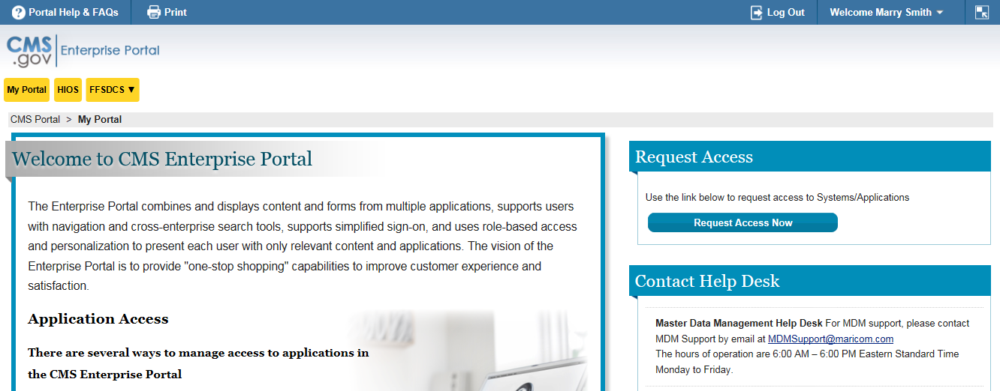 Portal Help & FAQs
Print
Log Out
Welcome Marry Smith
CMS
.gov
Enterprise Portal
My Portal
HIOS
FFSDCS ▼
CMS Portal > My Portal
Welcome to CMS Enterprise Portal
The Enterprise Portal combines and displays content and forms from multiple applications, supports users
with navigation and cross-enterprise search tools, supports simplified sign-on, and uses role-based access
and personalization to present each user with only relevant content and applications. The vision of the
Enterprise Portal is to provide "one-stop shopping" capabilities to improve customer experience and
satisfaction.
Application Access
There are several ways to manage access to applications in
the CMS Enterprise Portal
Request Access
Use the link below to request access to Systems/Applications
Request Access Now
Contact Help Desk
Master Data Management Help Desk For MDM support, please contact
MDM Support by email at MDMSupport@maricom.com
The hours of operation are 6:00 AM – 6:00 PM Eastern Standard Time
Monday to Friday.